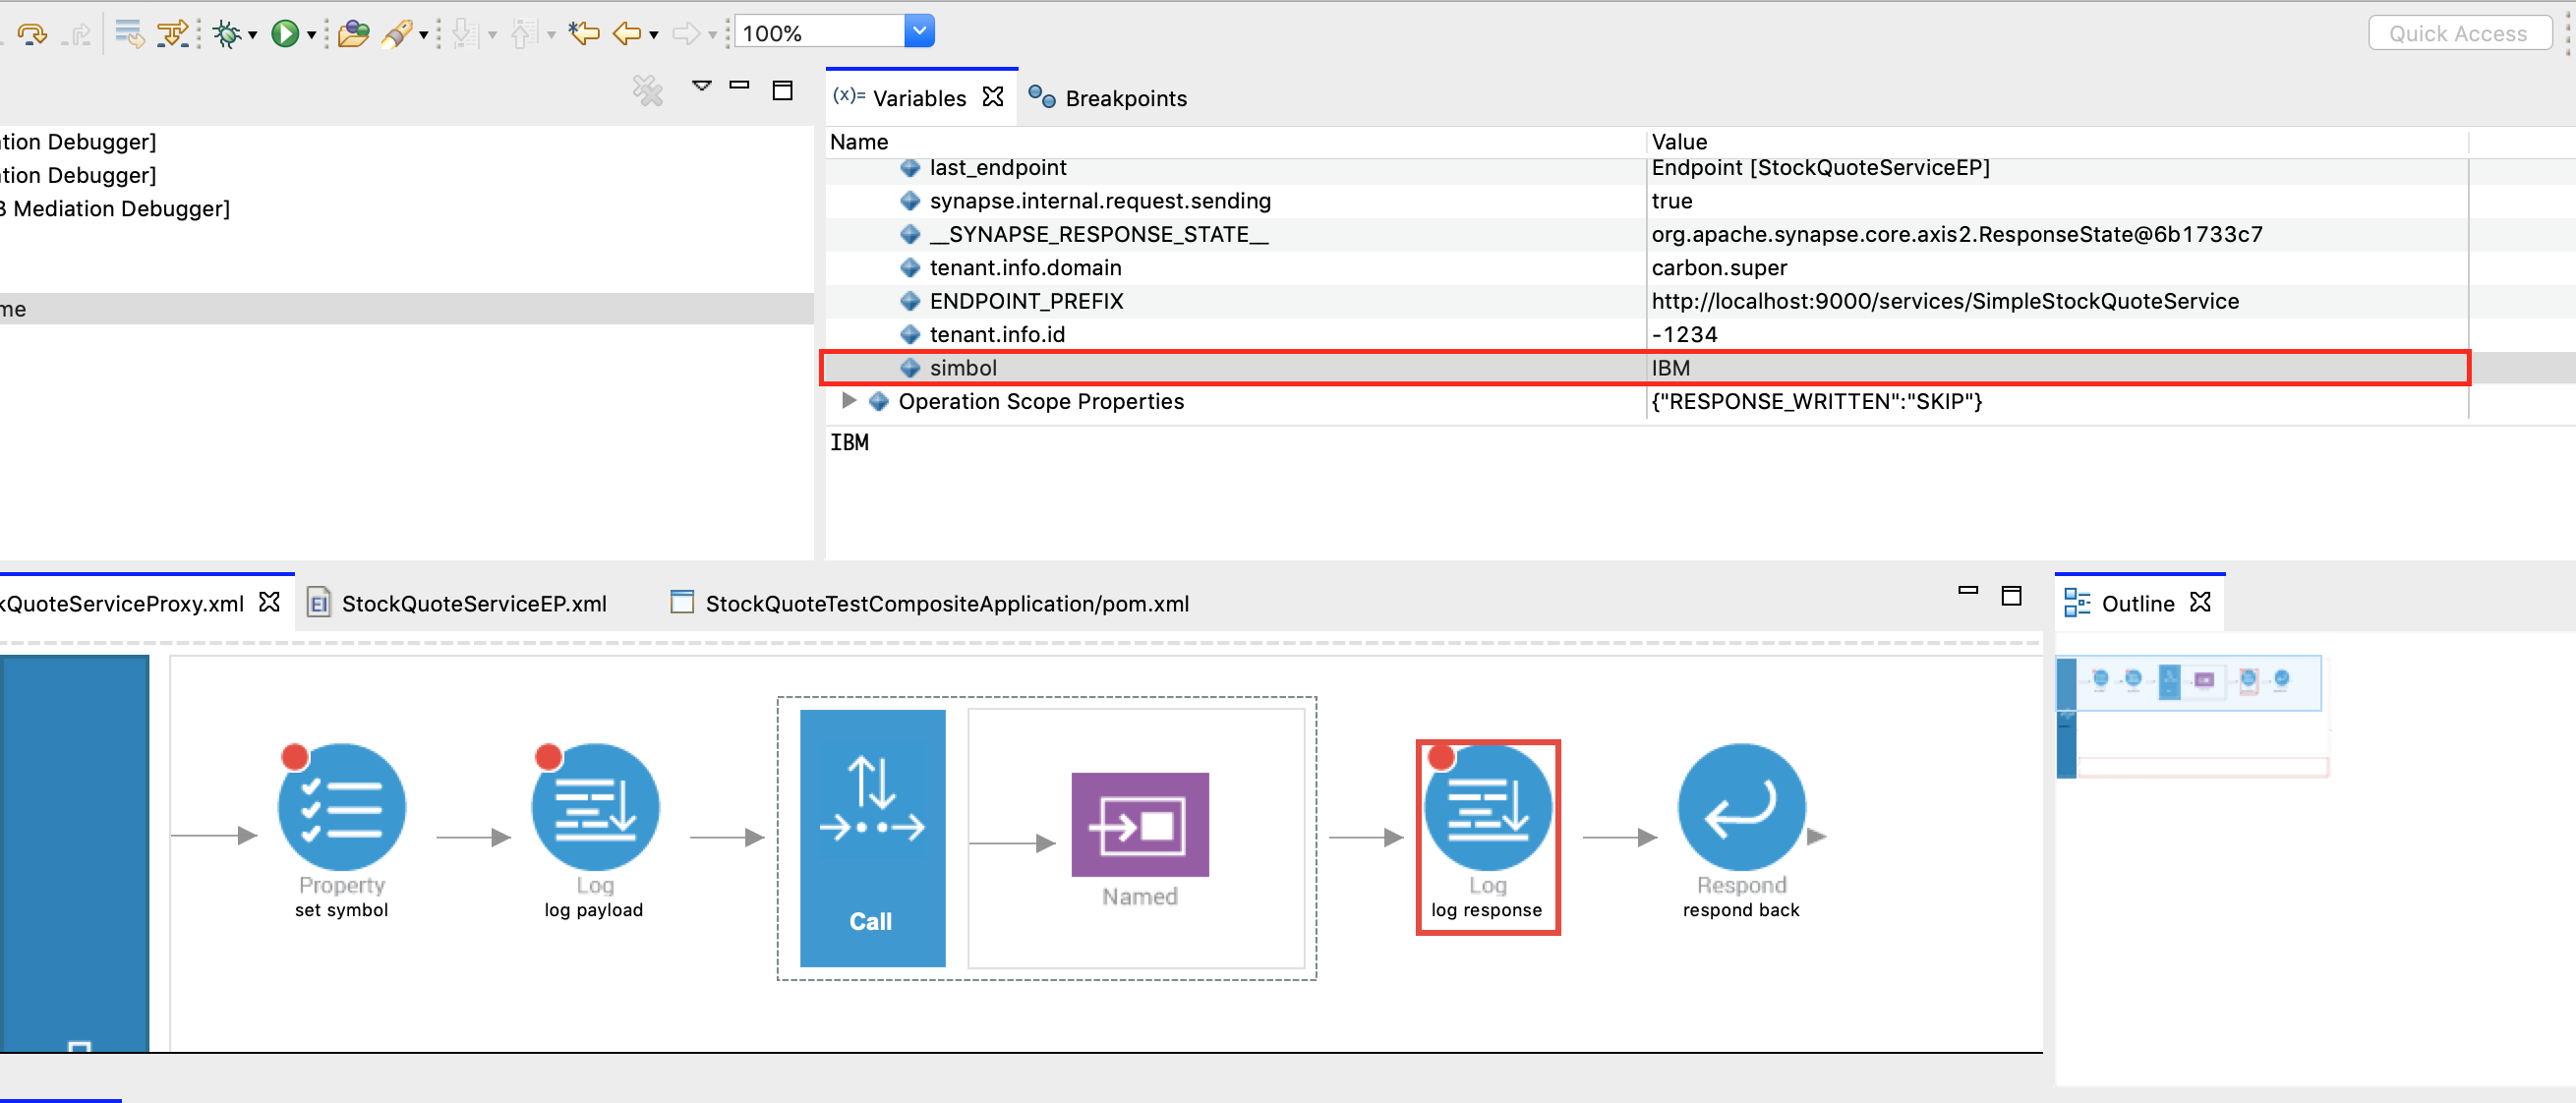 100%
Quick Access
(x)= Variables
Breakpoints
tion Debugger]
tion Debugger]
B Mediation Debugger]
me
Name Value
last_endpoint Endpoint [StockQuoteServiceEP]
synapse.internal.request.sending true
__SYNAPSE_RESPONSE_STATE__ org.apache.synapse.core.axis2.ResponseState@6b1733c7
tenant.info.domain carbon.super
ENDPOINT_PREFIX http://localhost:9000/services/SimpleStockQuoteService
tenant.info.id -1234
simbol IBM
Operation Scope Properties {"RESPONSE_WRITTEN":"SKIP"}
IBM
kQuoteServiceProxy.xml
EI StockQuoteServiceEP.xml
StockQuoteTestCompositeApplication/pom.xml
Outline
Property
set symbol
Log
log payload
Call
Named
Log
log response
Respond
respond back